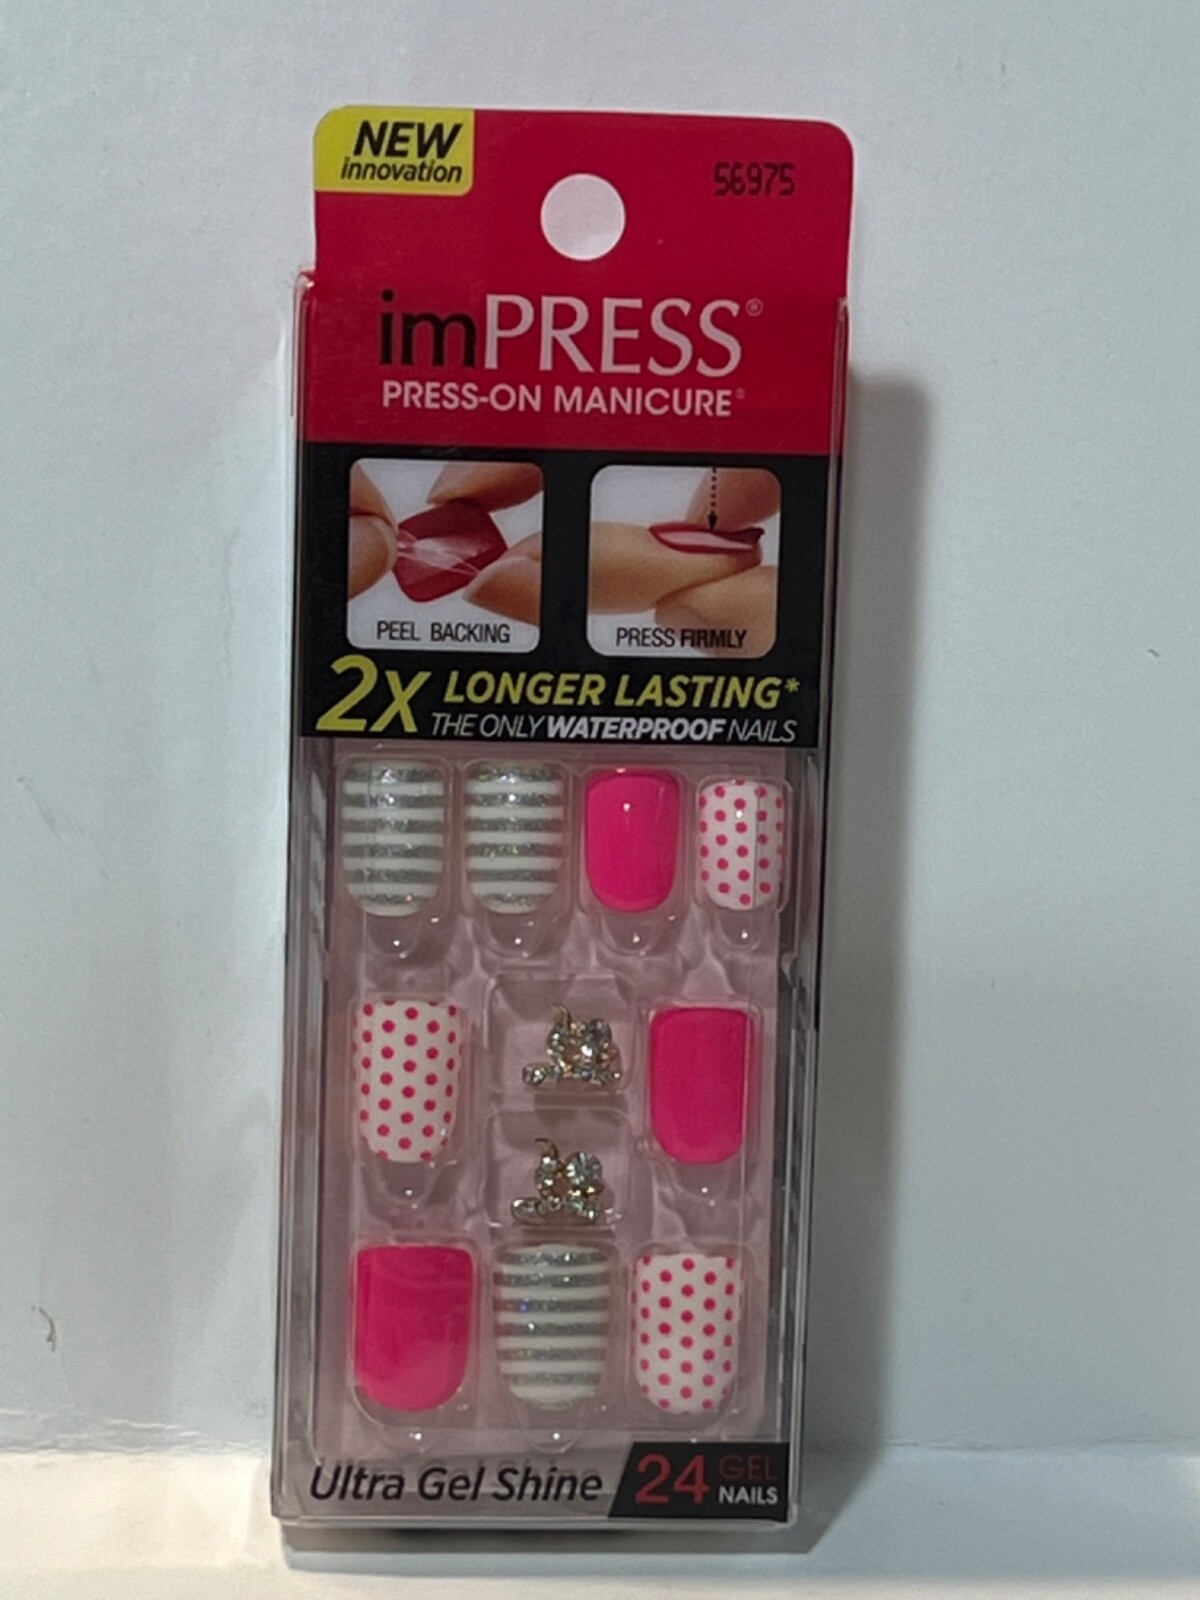 NEW
innovation
56975
imPRESS®
PRESS-ON MANICURE®
PEEL BACKING
PRESS FIRMLY
2X LONGER LASTING*
THE ONLY WATERPROOF NAILS
Ultra Gel Shine
24 GEL
NAILS